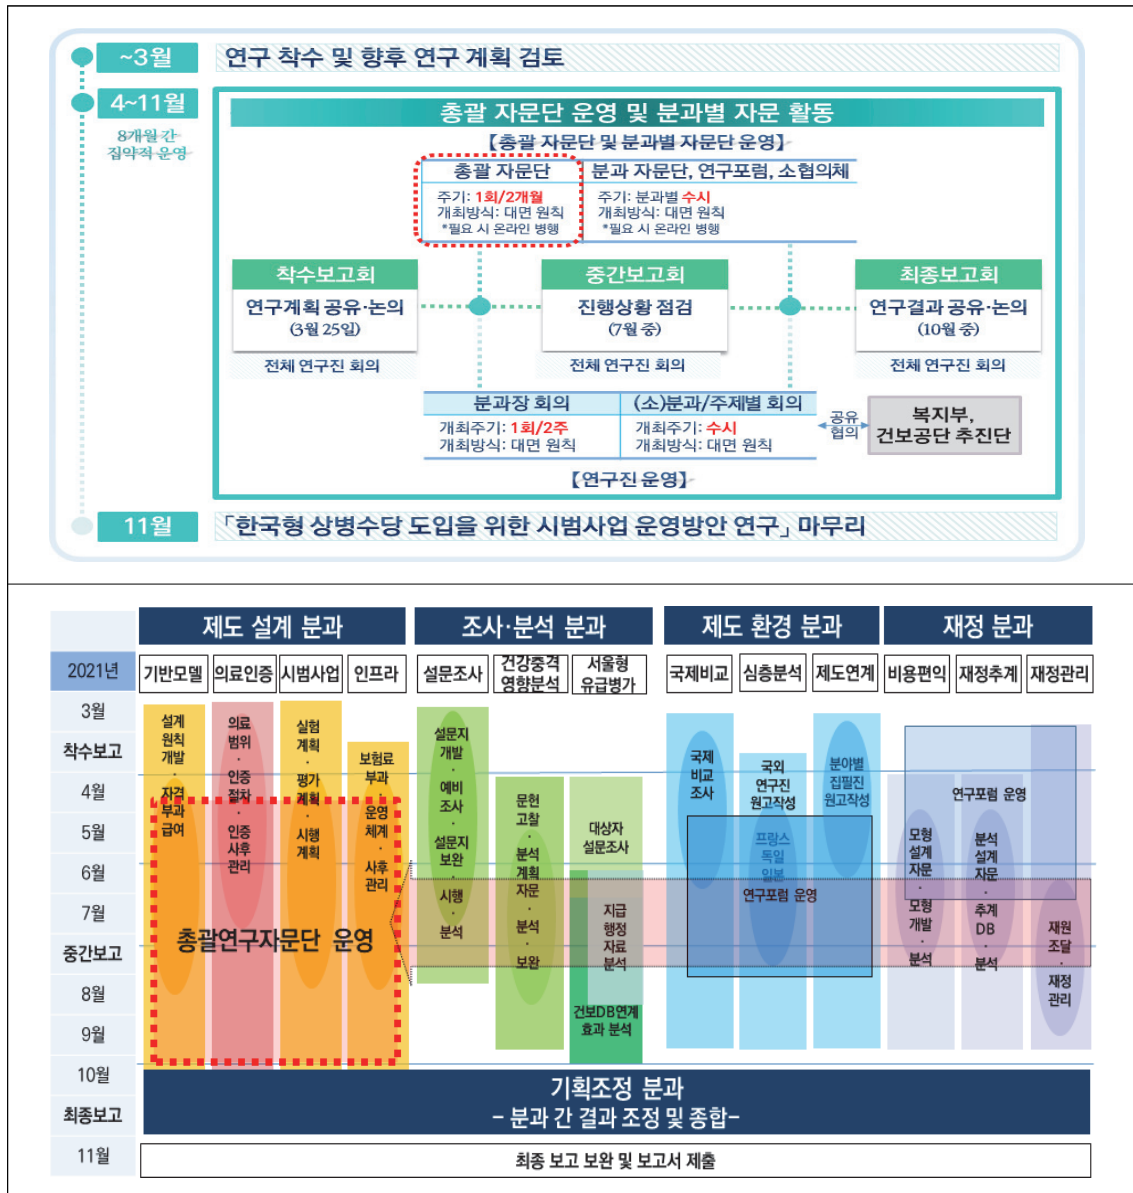 ~3월
연구 착수 및 향후 연구 계획 검토
4~11월
8개월 간
집약적 운영
총괄 자문단 운영 및 분과별 자문 활동
【총괄 자문단 및 분과별 자문단 운영】
총괄 자문단
주기: 1회/2개월
개최방식: 대면 원칙
*필요 시 온라인 병행
분과 자문단, 연구포럼, 소협의체
주기: 분과별 수시
개최방식: 대면 원칙
*필요 시 온라인 병행
착수보고회
연구계획 공유·논의
(3월 25일)
전체 연구진 회의
중간보고회
진행상황 점검
(7월 중)
전체 연구진 회의
최종보고회
연구결과 공유·논의
(10월 중)
전체 연구진 회의
분과장 회의
개최주기: 1회/2주
개최방식: 대면 원칙
(소)분과/주제별 회의
개최주기: 수시
개최방식: 대면 원칙
공유
협의
복지부,
건보공단 추진단
【연구진 운영】
11월
「한국형 상병수당 도입을 위한 시범사업 운영방안 연구」 마무리
제도 설계 분과
조사·분석 분과
제도 환경 분과
재정 분과
2021년
기반모델
의료인증
시범사업
인프라
설문조사
건강충격
영향분석
서울형
유급병가
국제비교
심층분석
제도연계
비용편익
재정추계
재정관리
3월
착수보고
4월
5월
6월
7월
중간보고
8월
9월
10월
최종보고
11월
설계
원칙
개발
·
자격
부과
급여
의료
범위
·
인증
절차
·
인증
사후
관리
실험
계획
·
평가
계획
·
시행
계획
보험료
부과
·
운영
체계
·
사후
관리
총괄연구자문단 운영
설문지
개발
·
예비
조사
·
설문지
보완
·
시행
·
분석
문헌
고찰
·
분석
계획
자문
·
분석
·
보완
대상자
설문조사
지급
행정
자료
분석
건보DB연계
효과 분석
국제
비교
조사
국외
연구진
원고작성
프랑스
독일
일본
연구포럼 운영
분야별
집필진
원고작성
연구포럼 운영
모형
설계
자문
·
모형
개발
·
분석
분석
설계
자문
·
추계
DB
·
분석
재원
조달
·
재정
관리
기획조정 분과
- 분과 간 결과 조정 및 종합-
최종 보고 보완 및 보고서 제출